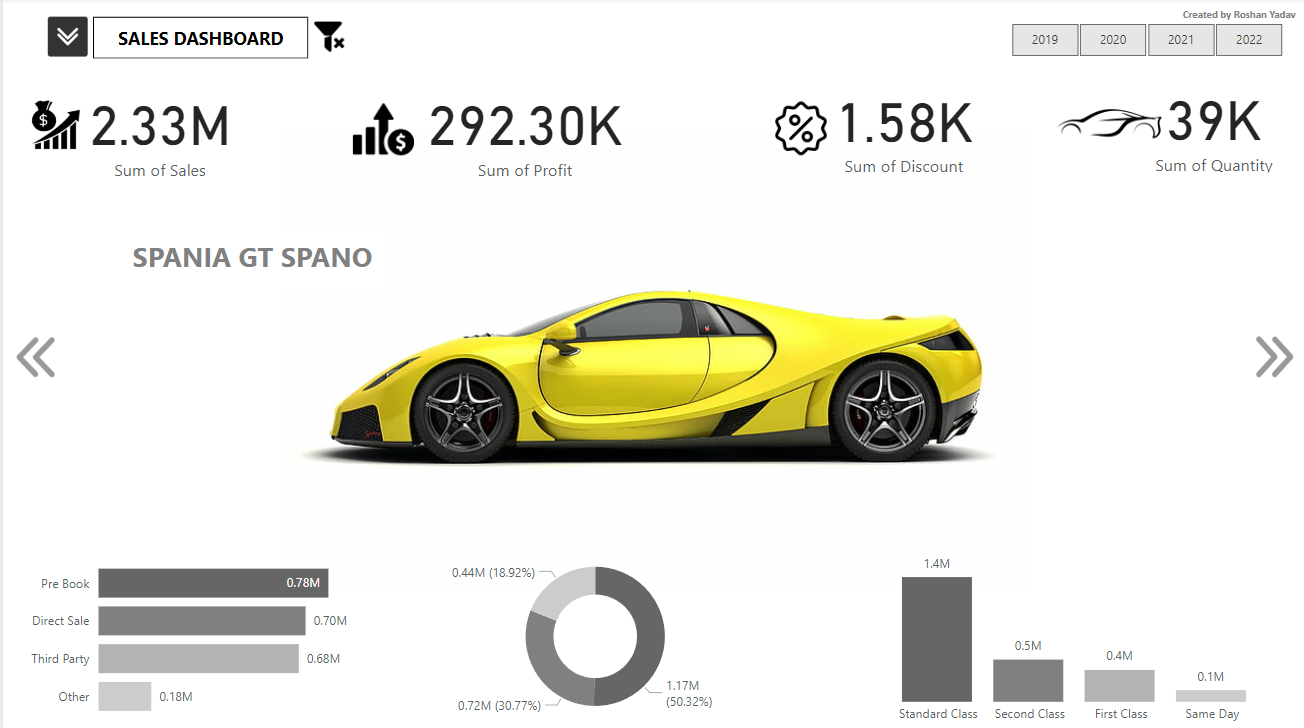 Created by Roshan Yadav
SALES DASHBOARD
2019
2020
2021
2022
2.33M
Sum of Sales
292.30K
Sum of Profit
1.58K
Sum of Discount
39K
Sum of Quantity
SPANIA GT SPANO
Pre Book
0.78M
Direct Sale
0.70M
Third Party
0.68M
Other
0.18M
0.44M (18.92%)
0.72M (30.77%)
1.17M
(50.32%)
1.4M
0.5M
0.4M
0.1M
Standard Class
Second Class
First Class
Same Day